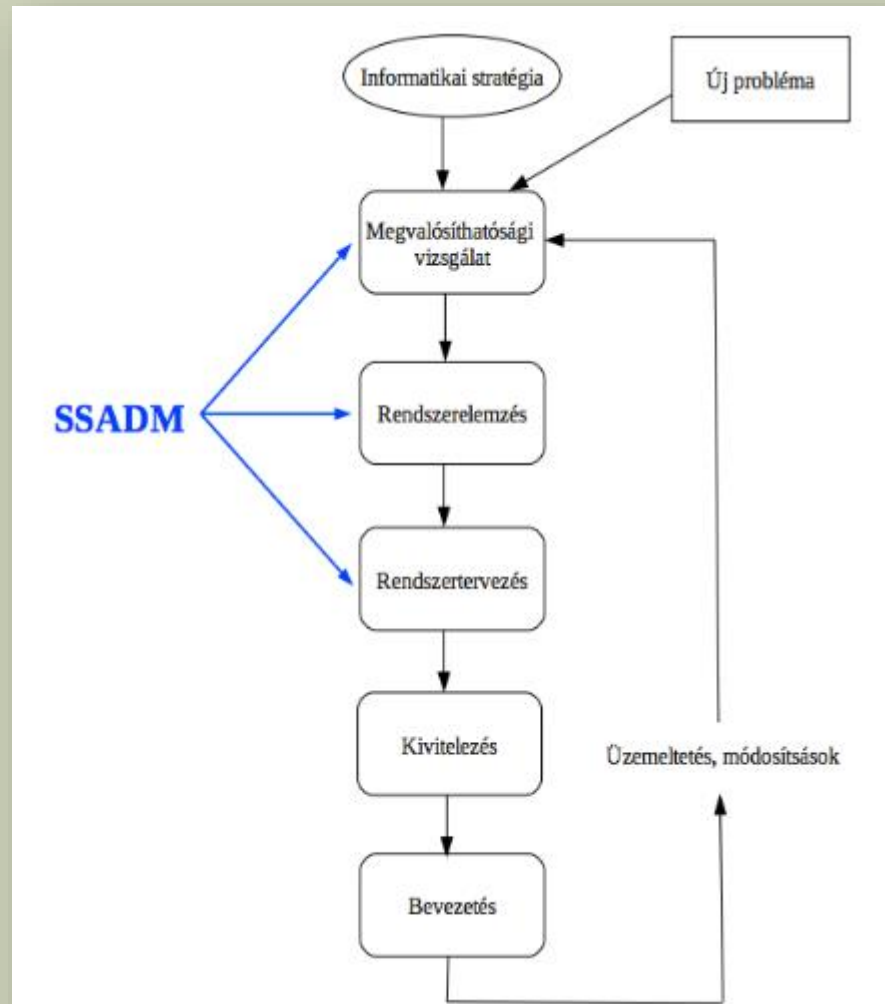 Informatikai stratégia
Új probléma
Megvalósíthatósági
vizsgálat
SSADM
Rendszerelemzés
Rendszertervezés
Kivitelezés
Üzemeltetés, módosítsások
Bevezetés